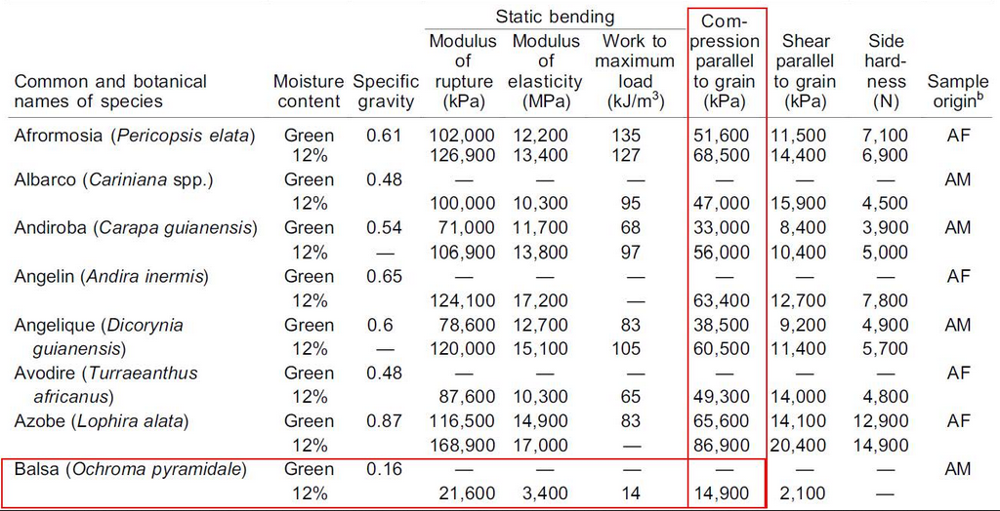 Static bending
Common and botanical names of species Moisture content Specific gravity Modulus of rupture (kPa) Modulus of elasticity (MPa) Work to maximum load (kJ/m³) Com-pression parallel to grain (kPa) Shear parallel to grain (kPa) Side hard-ness (N) Sample originᵇ
Afrormosia (Pericopsis elata) Green 0.61 102,000 12,200 135 51,600 11,500 7,100 AF
12% 126,900 13,400 127 68,500 14,400 6,900
Albarco (Cariniana spp.) Green 0.48 — — — — — — AM
12% 100,000 10,300 95 47,000 15,900 4,500
Andiroba (Carapa guianensis) Green 0.54 71,000 11,700 68 33,000 8,400 3,900 AM
12% — 106,900 13,800 97 56,000 10,400 5,000
Angelin (Andira inermis) Green 0.65 — — — — — — AF
12% 124,100 17,200 — 63,400 12,700 7,800
Angelique (Dicorynia Green 0.6 78,600 12,700 83 38,500 9,200 4,900 AM
guianensis) 12% — 120,000 15,100 105 60,500 11,400 5,700
Avodire (Turraeanthus Green 0.48 — — — — — — AF
africanus) 12% 87,600 10,300 65 49,300 14,000 4,800
Azobe (Lophira alata) Green 0.87 116,500 14,900 83 65,600 14,100 12,900 AF
12% 168,900 17,000 — 86,900 20,400 14,900
Balsa (Ochroma pyramidale) Green 0.16 — — — — — — AM
12% 21,600 3,400 14 14,900 2,100 —